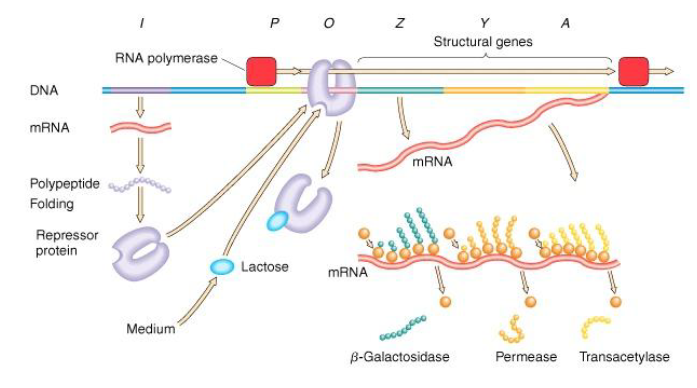 I P O Z Y A
Structural genes
RNA polymerase
DNA
mRNA
mRNA
Polypeptide
Folding
Repressor
protein
Lactose
mRNA
Medium
β-Galactosidase Permease Transacetylase